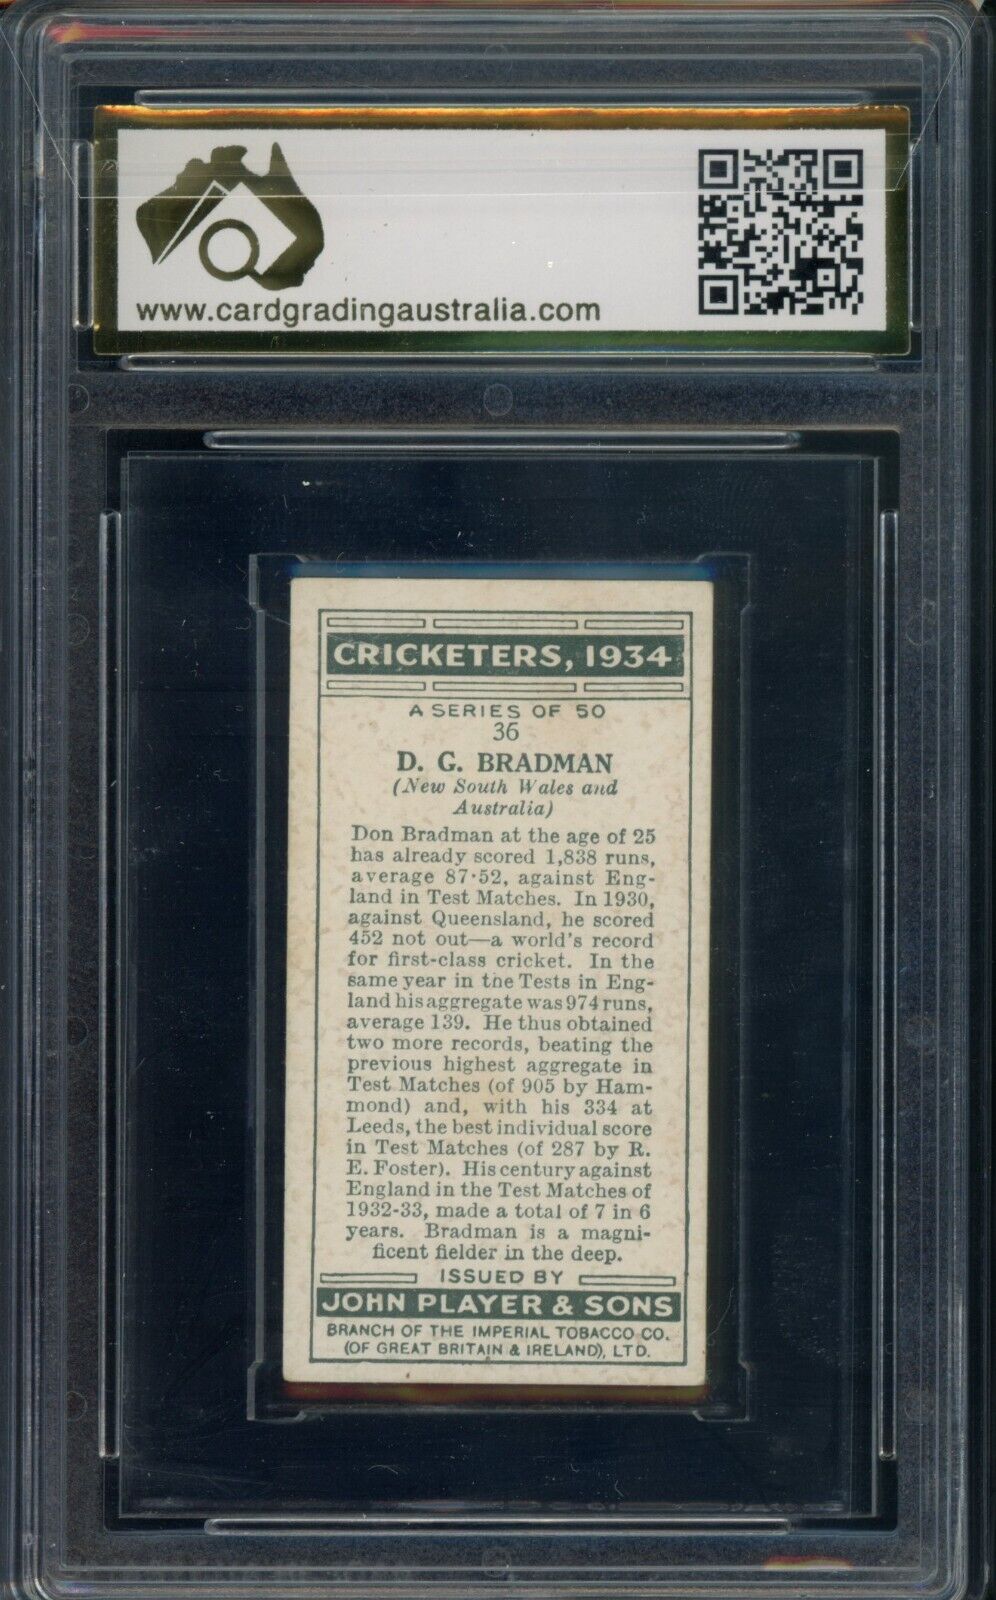 www.cardgradingaustralia.com
CRICKETERS, 1934
A SERIES OF 50
36
D. G. BRADMAN
(New South Wales and
Australia)
Don Bradman at the age of 25
has already scored 1,838 runs,
average 87·52, against Eng-
land in Test Matches. In 1930,
against Queensland, he scored
452 not out—a world's record
for first-class cricket. In the
same year in the Tests in Eng-
land his aggregate was 974 runs,
average 139. He thus obtained
two more records, beating the
previous highest aggregate in
Test Matches (of 905 by Ham-
mond) and, with his 334 at
Leeds, the best individual score
in Test Matches (of 287 by R.
E. Foster). His century against
England in the Test Matches of
1932-33, made a total of 7 in 6
years. Bradman is a magni-
ficent fielder in the deep.
ISSUED BY
JOHN PLAYER & SONS
BRANCH OF THE IMPERIAL TOBACCO CO.
(OF GREAT BRITAIN & IRELAND), LTD.